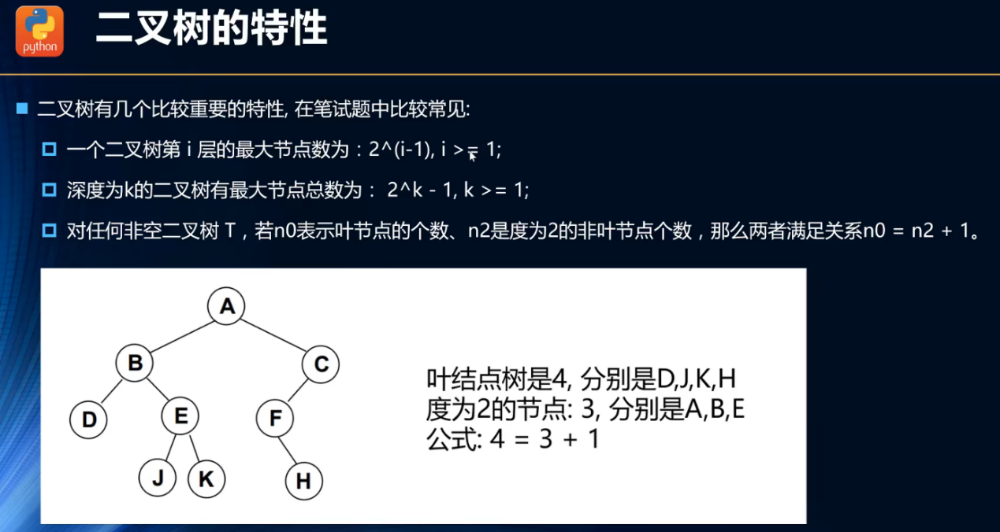 python
二叉树的特性
二叉树有几个比较重要的特性, 在笔试题中比较常见:
一个二叉树第 i 层的最大节点数为：2^(i-1), i >= 1;
深度为k的二叉树有最大节点总数为： 2^k - 1, k >= 1;
对任何非空二叉树 T，若n0表示叶节点的个数、n2是度为2的非叶节点个数，那么两者满足关系n0 = n2 + 1。
A
B
C
D
E
F
J
K
H
叶结点树是4, 分别是D,J,K,H
度为2的节点: 3, 分别是A,B,E
公式: 4 = 3 + 1